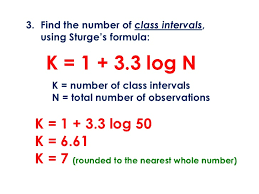 3. Find the number of class intervals,
using Sturge's formula:
K = 1 + 3.3 log N
K = number of class intervals
N = total number of observations
K = 1 + 3.3 log 50
K = 6.61
K = 7 (rounded to the nearest whole number)